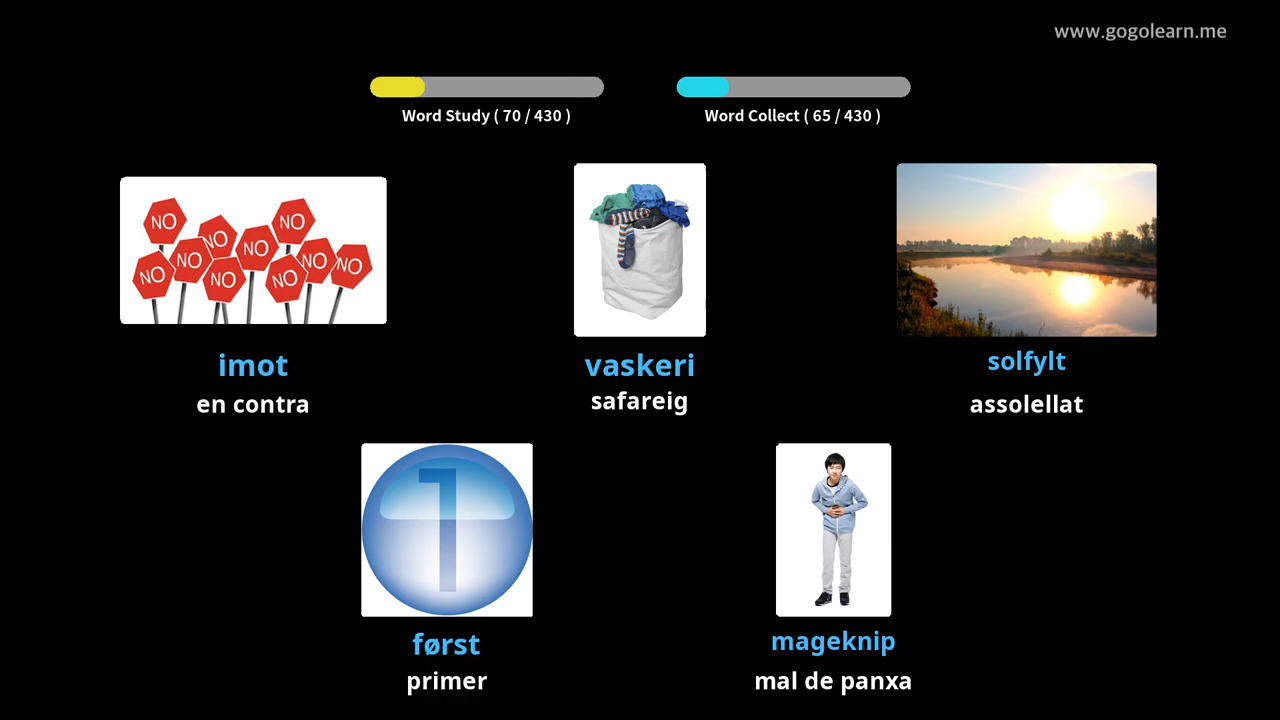 www.gogolearn.me
Word Study ( 70 / 430 )
Word Collect ( 65 / 430 )
NO
NO
NO
NO
NO
NO
NO
NO
NO
NO
imot
en contra
vaskeri
safareig
solfylt
assolellat
1
først
primer
mageknip
mal de panxa